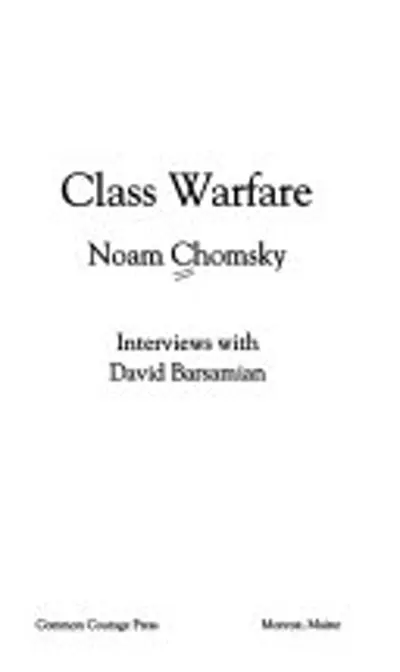 Class Warfare
Noam Chomsky
Interviews with
David Barsamian
Common Courage Press Monroe, Maine